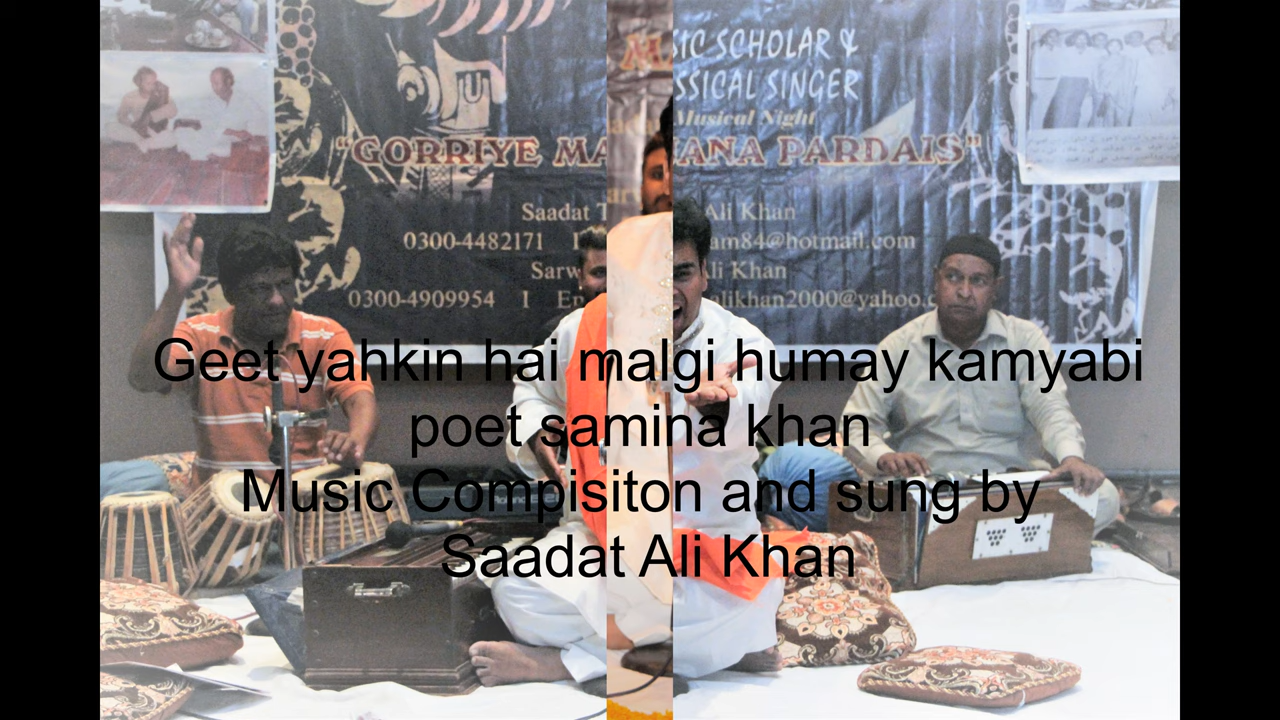 SIC SCHOLAR &
SSICAL SINGER
Musical Night
"GORRIYE MA ANA PARDAIS"
Saadat T Ali Khan
0300-4482171 I am84@hotmail.com
Sarw li Khan
0300-4909954 I En alikhan2000@yahoo.c
Geet yahkin hai malgi humay kamyabi
poet samina khan
Music Compisiton and sung by
Saadat Ali Khan